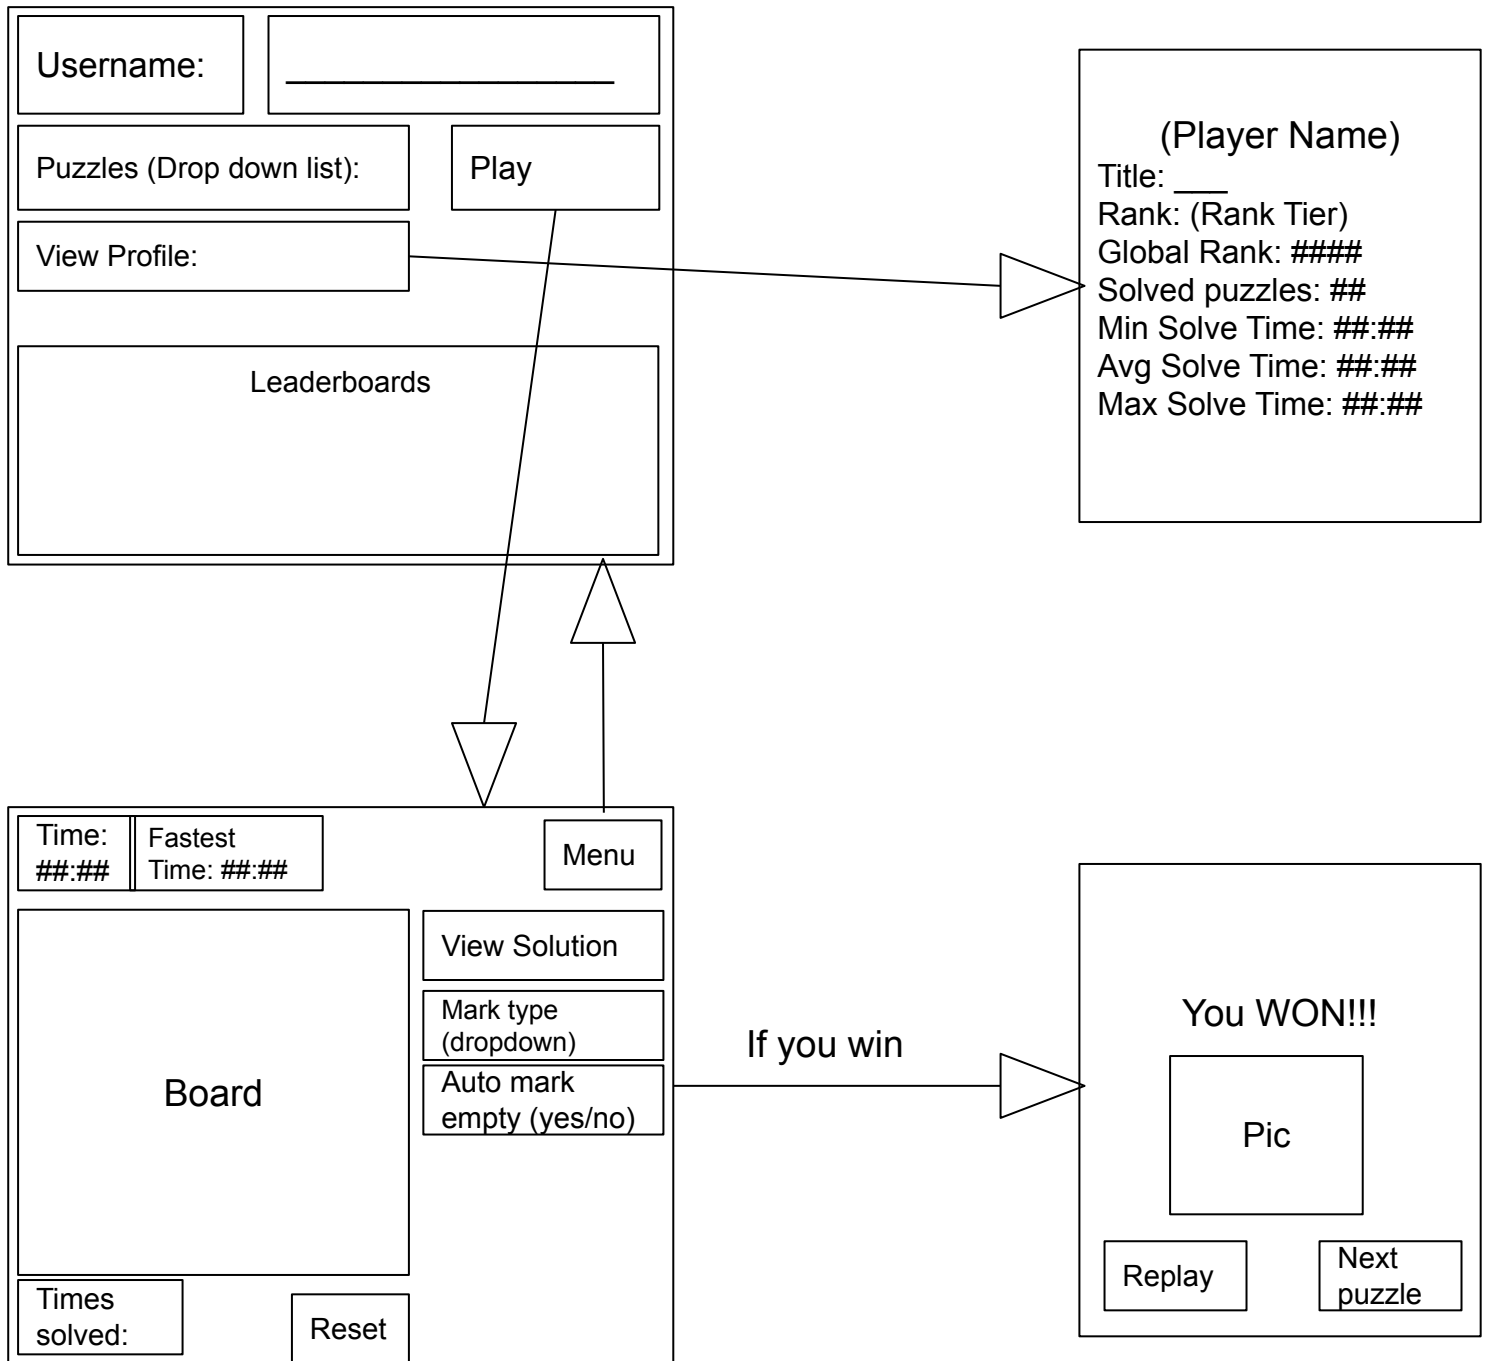 Username: _________________
Puzzles (Drop down list):
Play
View Profile:
Leaderboards
(Player Name)
Title: ___
Rank: (Rank Tier)
Global Rank: ####
Solved puzzles: ##
Min Solve Time: ##:##
Avg Solve Time: ##:##
Max Solve Time: ##:##
Time:
##:##
Fastest
Time: ##:##
Menu
View Solution
Mark type
(dropdown)
Auto mark
empty (yes/no)
Board
Times
solved:
Reset
If you win
You WON!!!
Pic
Replay
Next
puzzle